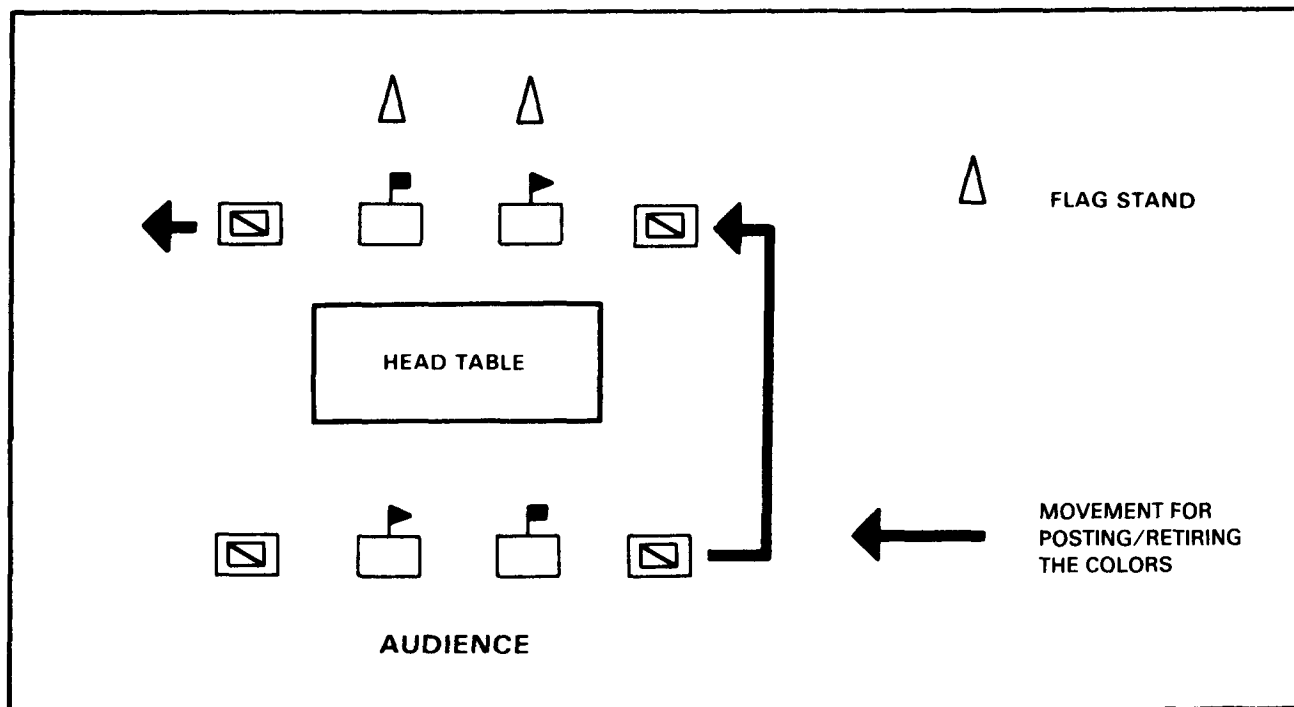 FLAG STAND
HEAD TABLE
MOVEMENT FOR
POSTING/RETIRING
THE COLORS
AUDIENCE